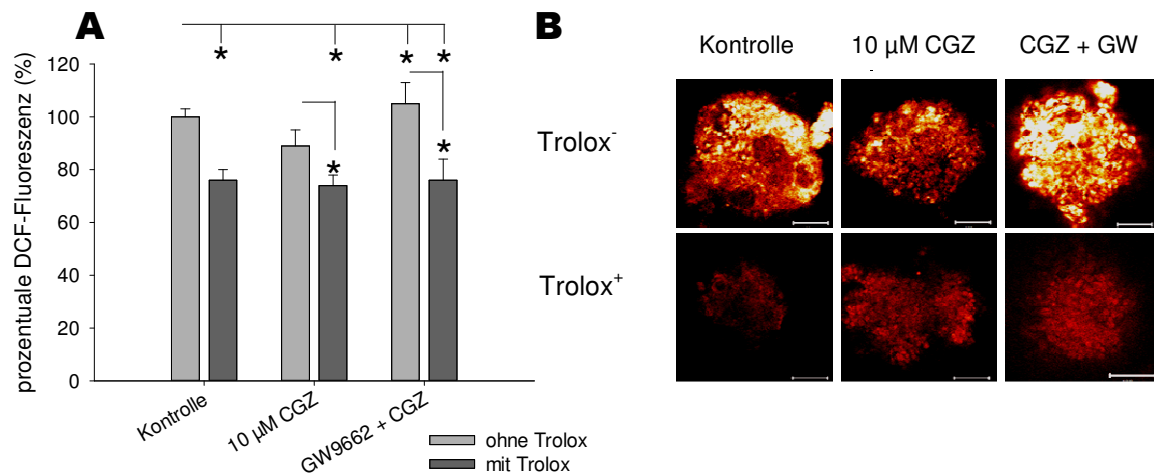 A
prozentuale DCF-Fluoreszenz (%)
120
100
80
60
40
20
0
* * * *
* *
Kontrolle
10 µM CGZ
GW9662 + CGZ
ohne Trolox
mit Trolox
B
Kontrolle 10 µM CGZ CGZ + GW
Trolox⁻
Trolox⁺